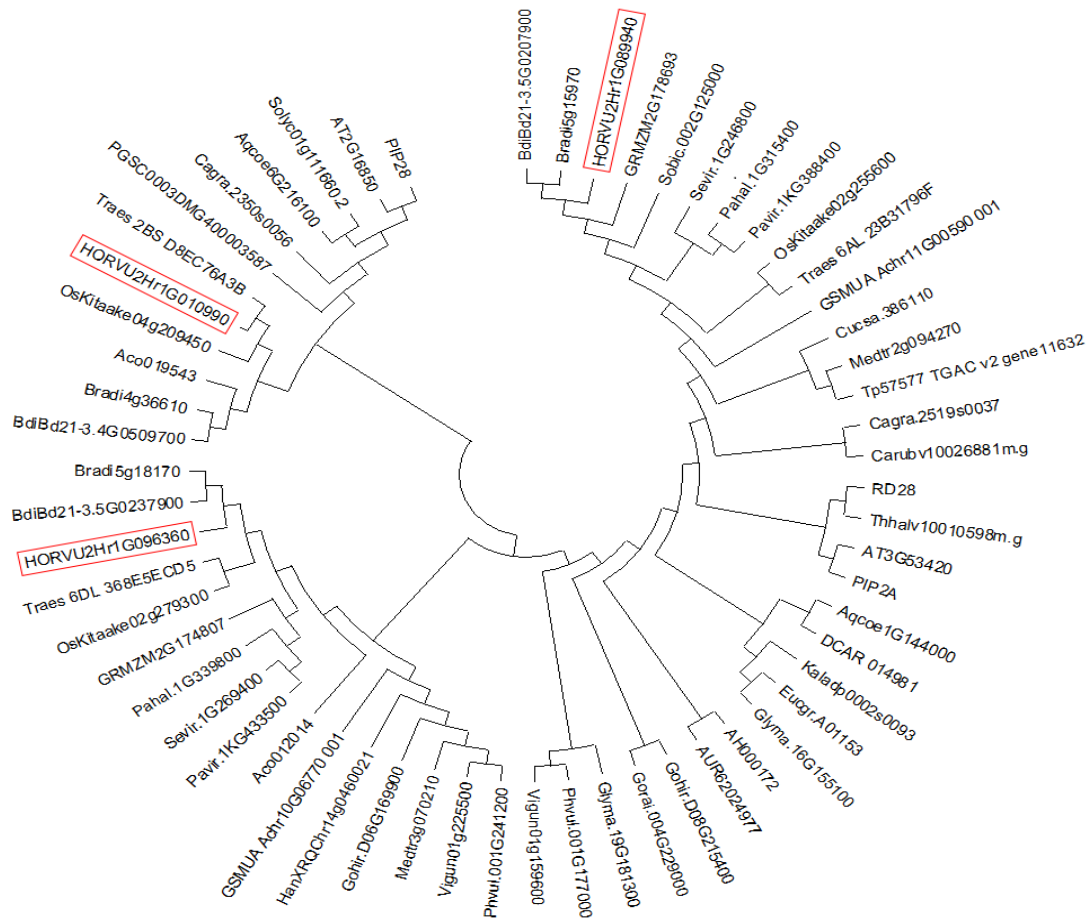 BdiBd21-3.5G0207900
Bradi5g15970
HORVU2Hr1G089940
GRMZM2G178693
Sobic.002G125000
Sevir.1G246800
Pahal.1G315400
Pavir.1KG388400
OsKitaake02g255600
Traes 6AL 23B31796F
GSMUA Achr11G00590 001
Cucsa.386110
Medtr2g094270
Tp57577 TGAC v2 gene11632
Cagra.2519s0037
Carubv10026881m.g
RD28
Thhalv10010598m.g
AT3G53420
PIP2A
Aqcoe1G144000
DCAR 014981
Kaladp0002s0093
Eucgr.A01153
Glyma.16G155100
AH000172
AUR62024977
Gohir.D08G215400
Gorai.004G229000
Glyma.19G181300
Phvul.001G177000
Vigun01g159600
Phvul.001G241200
Vigun01g225500
Medtr3g070210
Gohir.D06G169900
HanXRQChr14g0460021
GSMUA Achr10G06770 001
Aco012014
Pavir.1KG433500
Sevir.1G269400
Pahal.1G339800
GRMZM2G174807
OsKitaake02g279300
Traes 6DL 368E5ECD5
HORVU2Hr1G096360
BdiBd21-3.5G0237900
Bradi5g18170
BdiBd21-3.4G0509700
Bradi4g36610
Aco019543
OsKitaake04g209450
HORVU2Hr1G010990
Traes 2BS D8EC76A3B
PGSC0003DMG400003587
Cagra.2350s0056
Aqcoe6G216100
Solyc01g111660.2
AT2G16850
PIP28